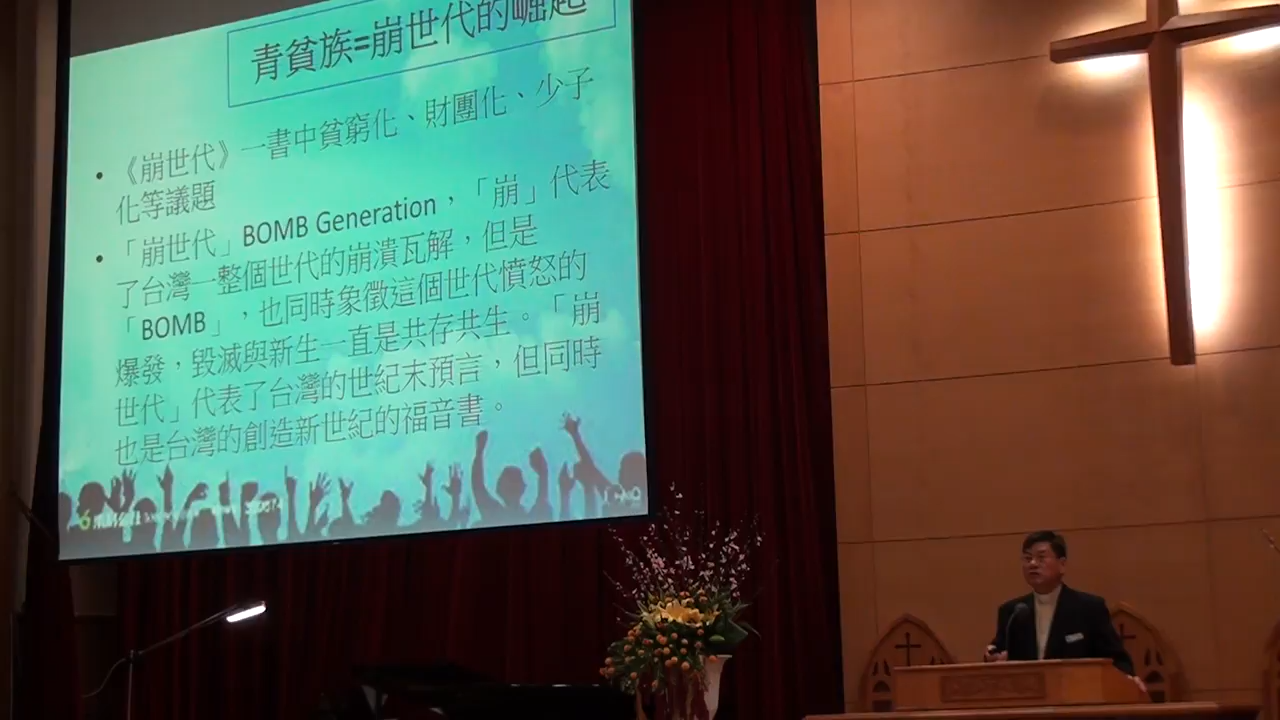 青貧族=崩世代的崛起
• 《崩世代》一書中貧窮化、財團化、少子
化等議題
• 「崩世代」BOMB Generation，「崩」代表
了台灣一整個世代的崩潰瓦解，但是
「BOMB」，也同時象徵這個世代憤怒的
爆發，毀滅與新生一直是共存共生。「崩
世代」代表了台灣的世紀末預言，但同時
也是台灣的創造新世紀的福音書。